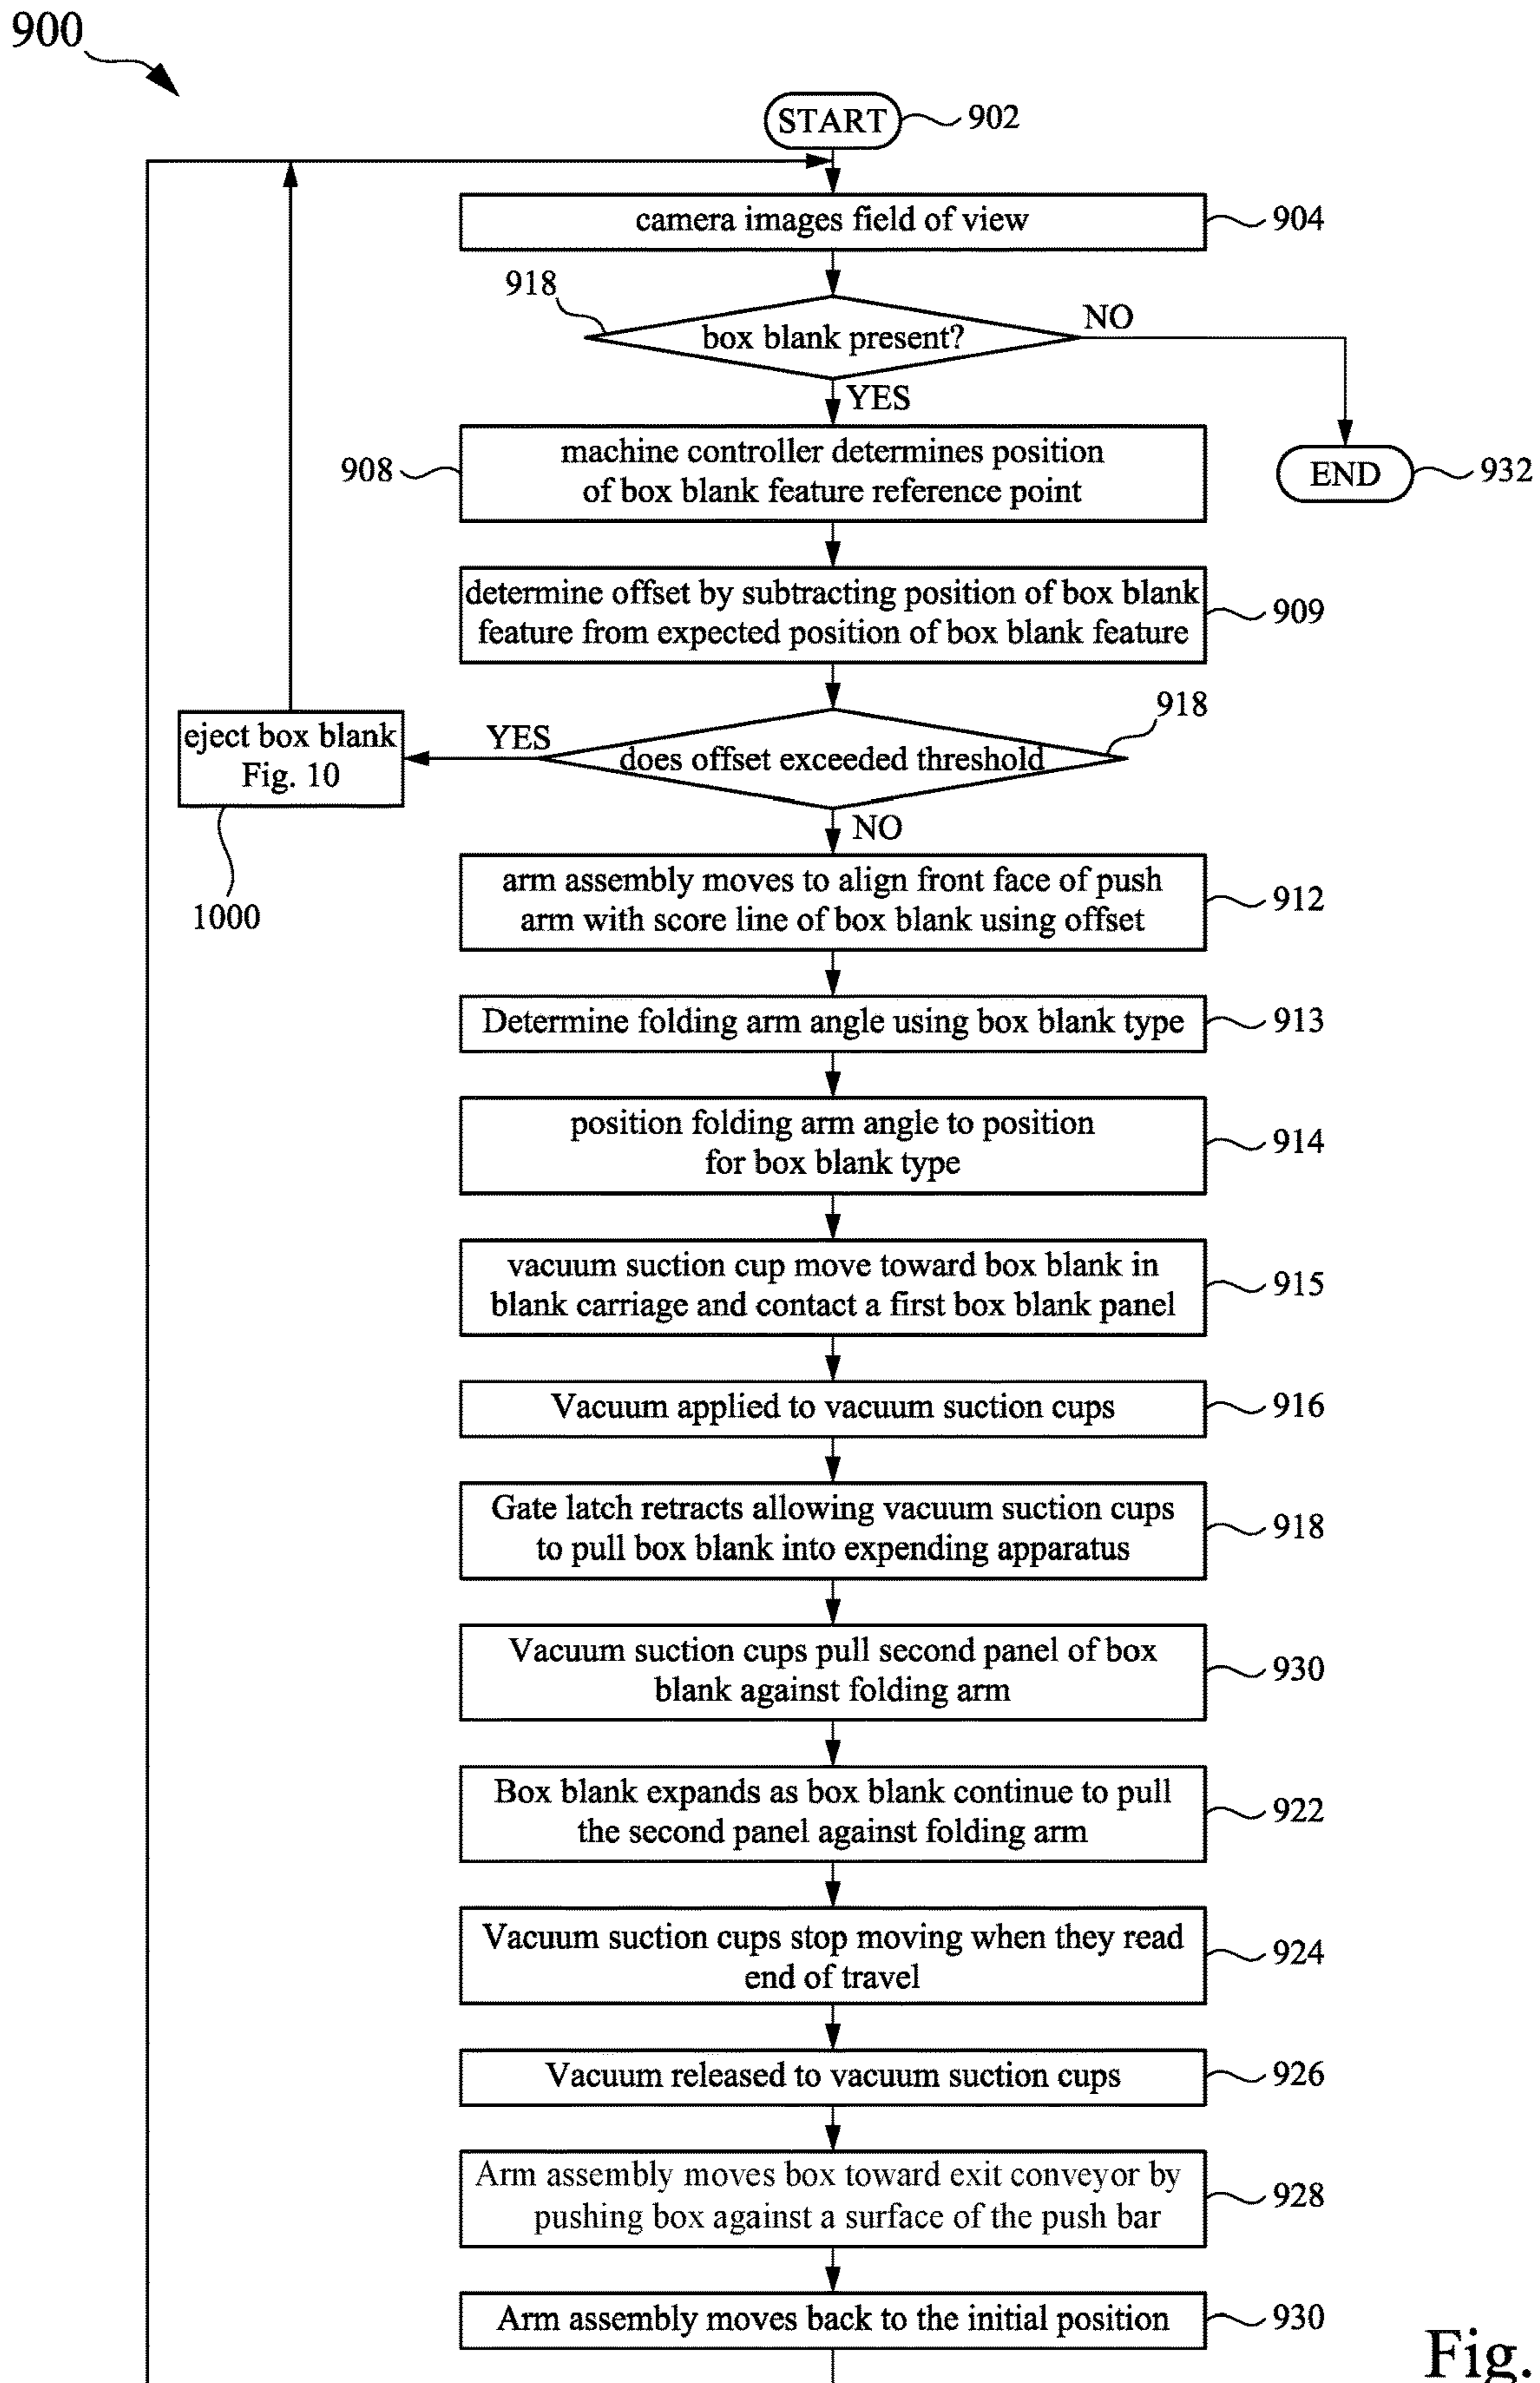 900
START
902
camera images field of view
904
918
box blank present?
NO
YES
END
932
908
machine controller determines position
of box blank feature reference point
determine offset by subtracting position of box blank
feature from expected position of box blank feature
909
918
eject box blank
Fig. 10
YES
does offset exceeded threshold
NO
1000
arm assembly moves to align front face of push
arm with score line of box blank using offset
912
Determine folding arm angle using box blank type
913
position folding arm angle to position
for box blank type
914
vacuum suction cup move toward box blank in
blank carriage and contact a first box blank panel
915
Vacuum applied to vacuum suction cups
916
Gate latch retracts allowing vacuum suction cups
to pull box blank into expending apparatus
918
Vacuum suction cups pull second panel of box
blank against folding arm
930
Box blank expands as box blank continue to pull
the second panel against folding arm
922
Vacuum suction cups stop moving when they read
end of travel
924
Vacuum released to vacuum suction cups
926
Arm assembly moves box toward exit conveyor by
pushing box against a surface of the push bar
928
Arm assembly moves back to the initial position
930
Fig.